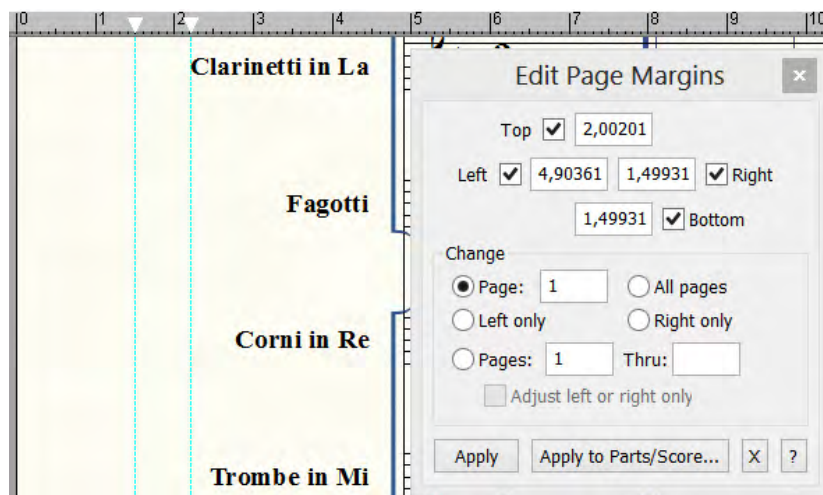 0 1 2 3 4 5 6 7 8 9 10
Clarinetti in La
Fagotti
Corni in Re
Trombe in Mi
Edit Page Margins
Top 2,00201
Left 4,90361 1,49931 Right
1,49931 Bottom
Change
Page: 1 All pages
Left only Right only
Pages: 1 Thru:
Adjust left or right only
Apply Apply to Parts/Score... X ?